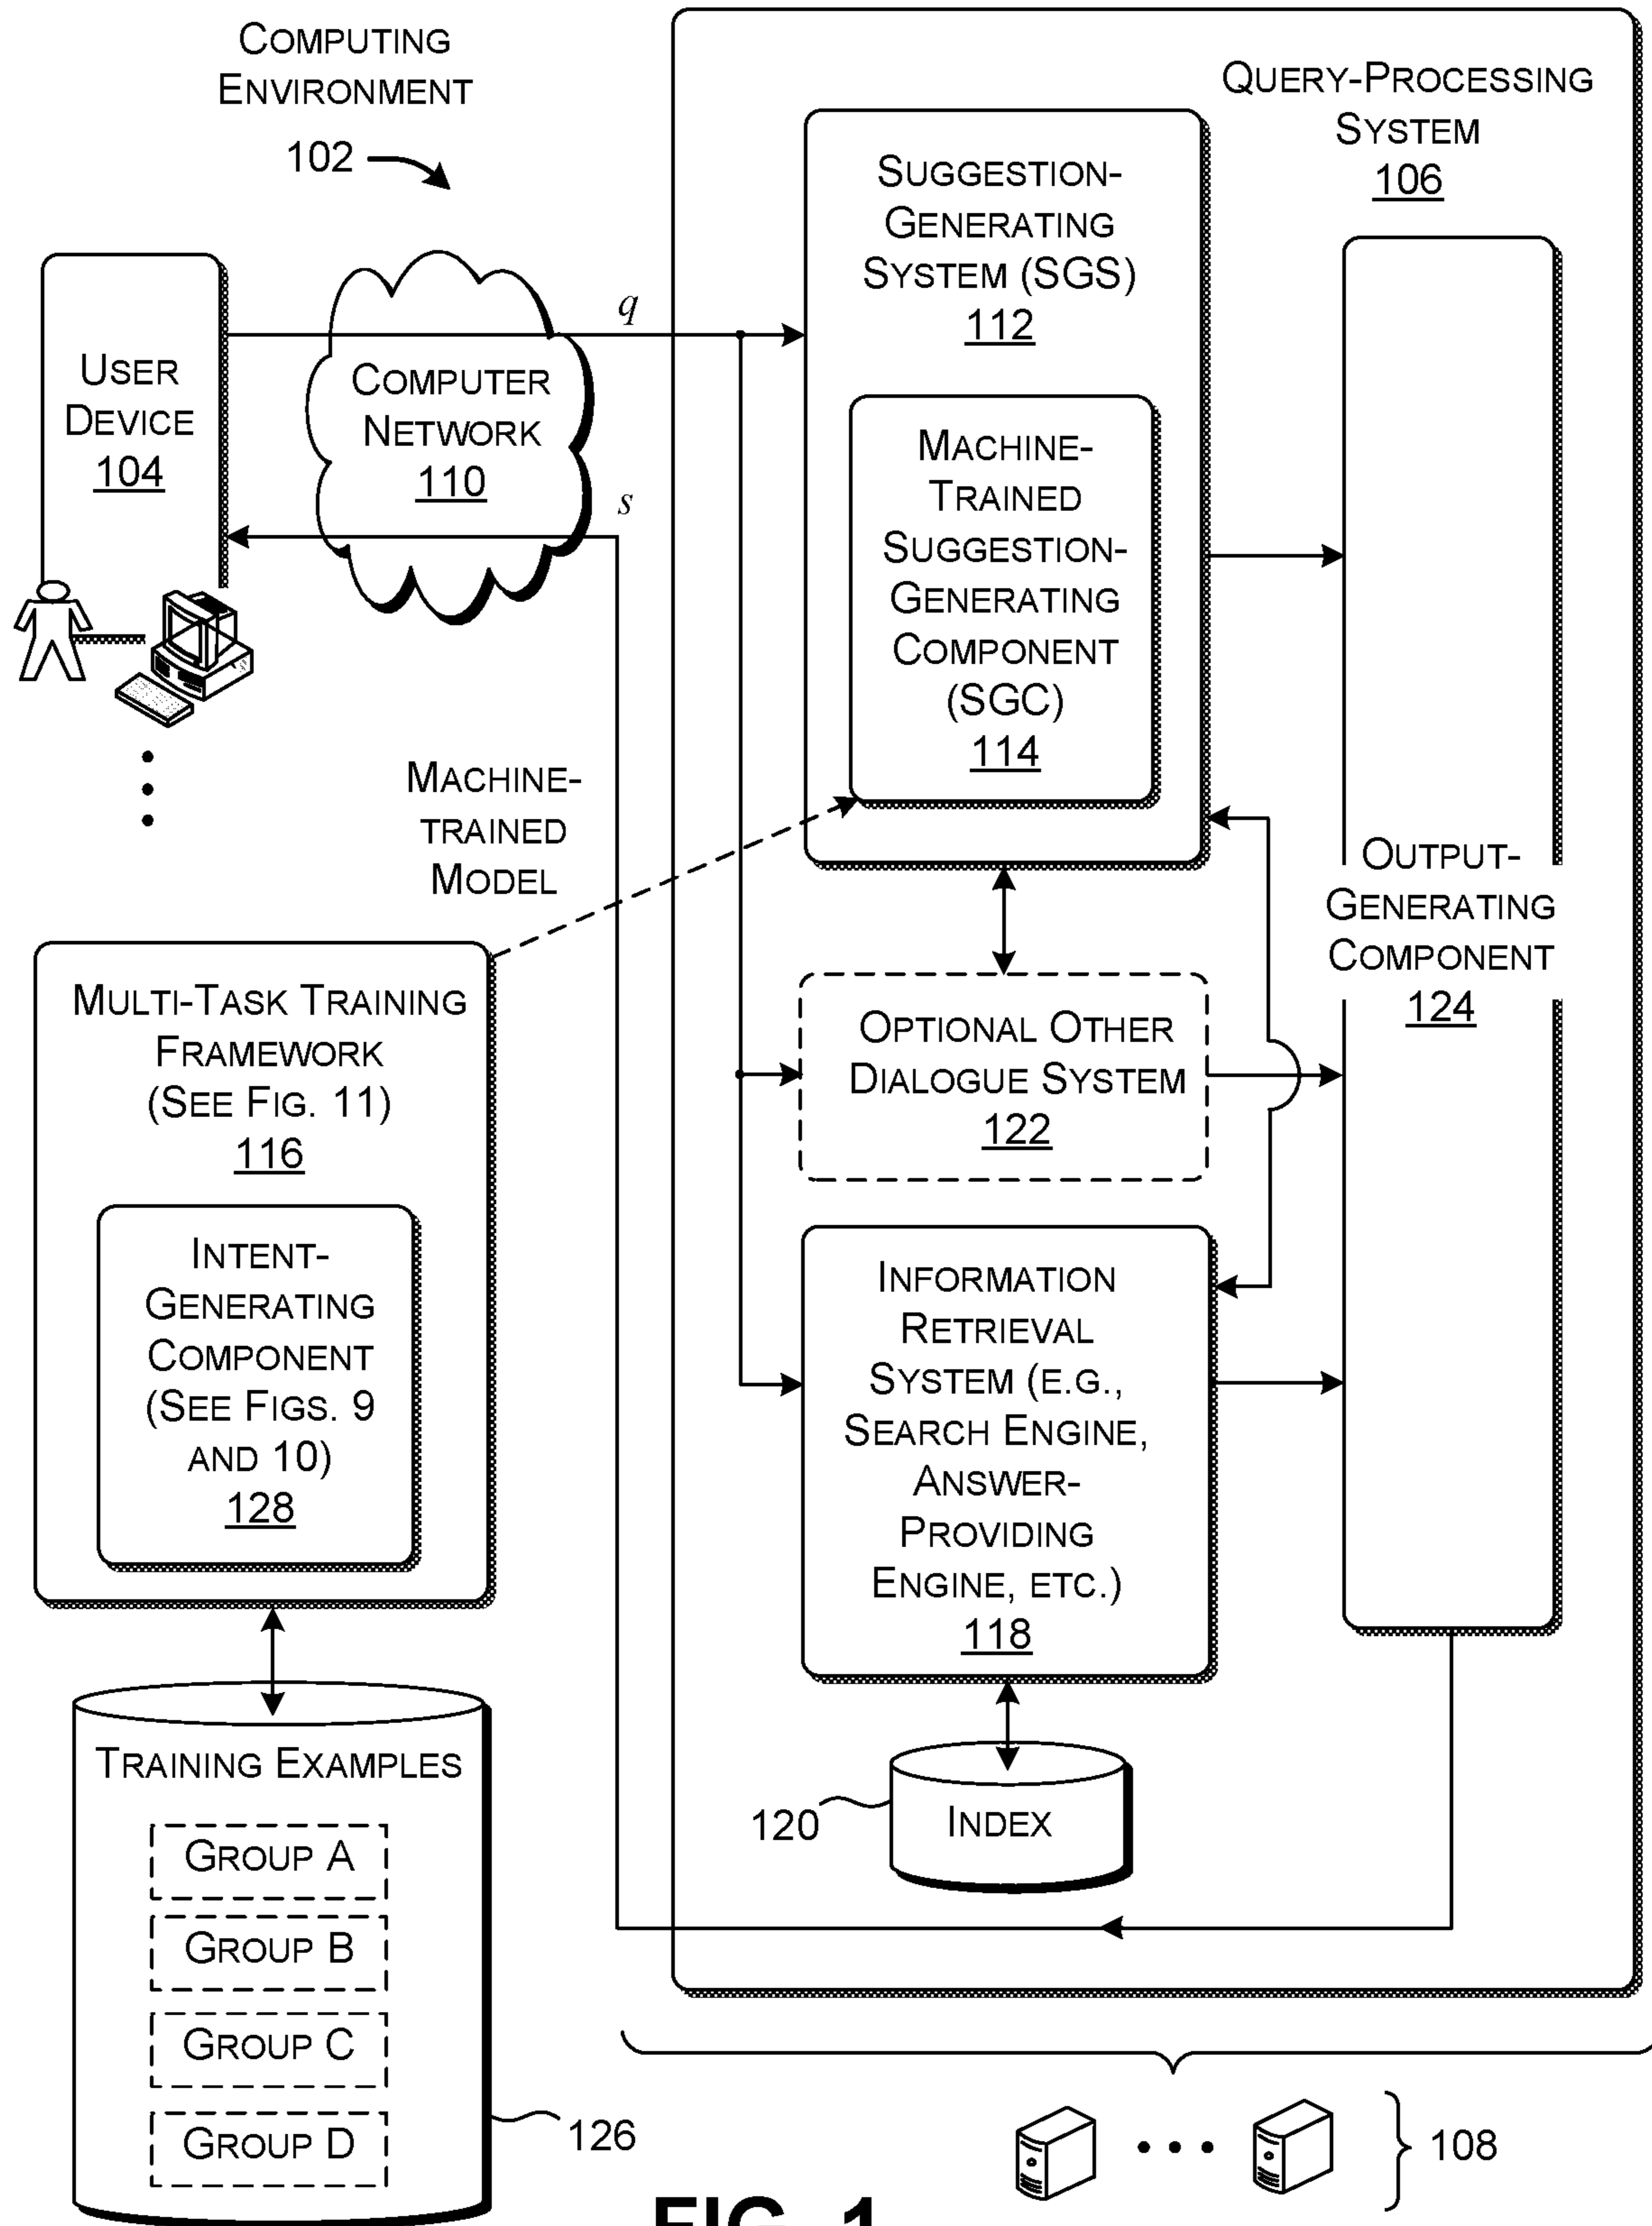 COMPUTING
ENVIRONMENT
102
QUERY-PROCESSING
SYSTEM
106
SUGGESTION-
GENERATING
SYSTEM (SGS)
112
MACHINE-
TRAINED
SUGGESTION-
GENERATING
COMPONENT
(SGC)
114
USER
DEVICE
104
COMPUTER
NETWORK
110
q
s
MACHINE-
TRAINED
MODEL
OUTPUT-
GENERATING
COMPONENT
124
MULTI-TASK TRAINING
FRAMEWORK
(SEE FIG. 11)
116
INTENT-
GENERATING
COMPONENT
(SEE FIGS. 9
AND 10)
128
OPTIONAL OTHER
DIALOGUE SYSTEM
122
INFORMATION
RETRIEVAL
SYSTEM (E.G.,
SEARCH ENGINE,
ANSWER-
PROVIDING
ENGINE, ETC.)
118
120
INDEX
TRAINING EXAMPLES
GROUP A
GROUP B
GROUP C
GROUP D
126
108
FIG. 1